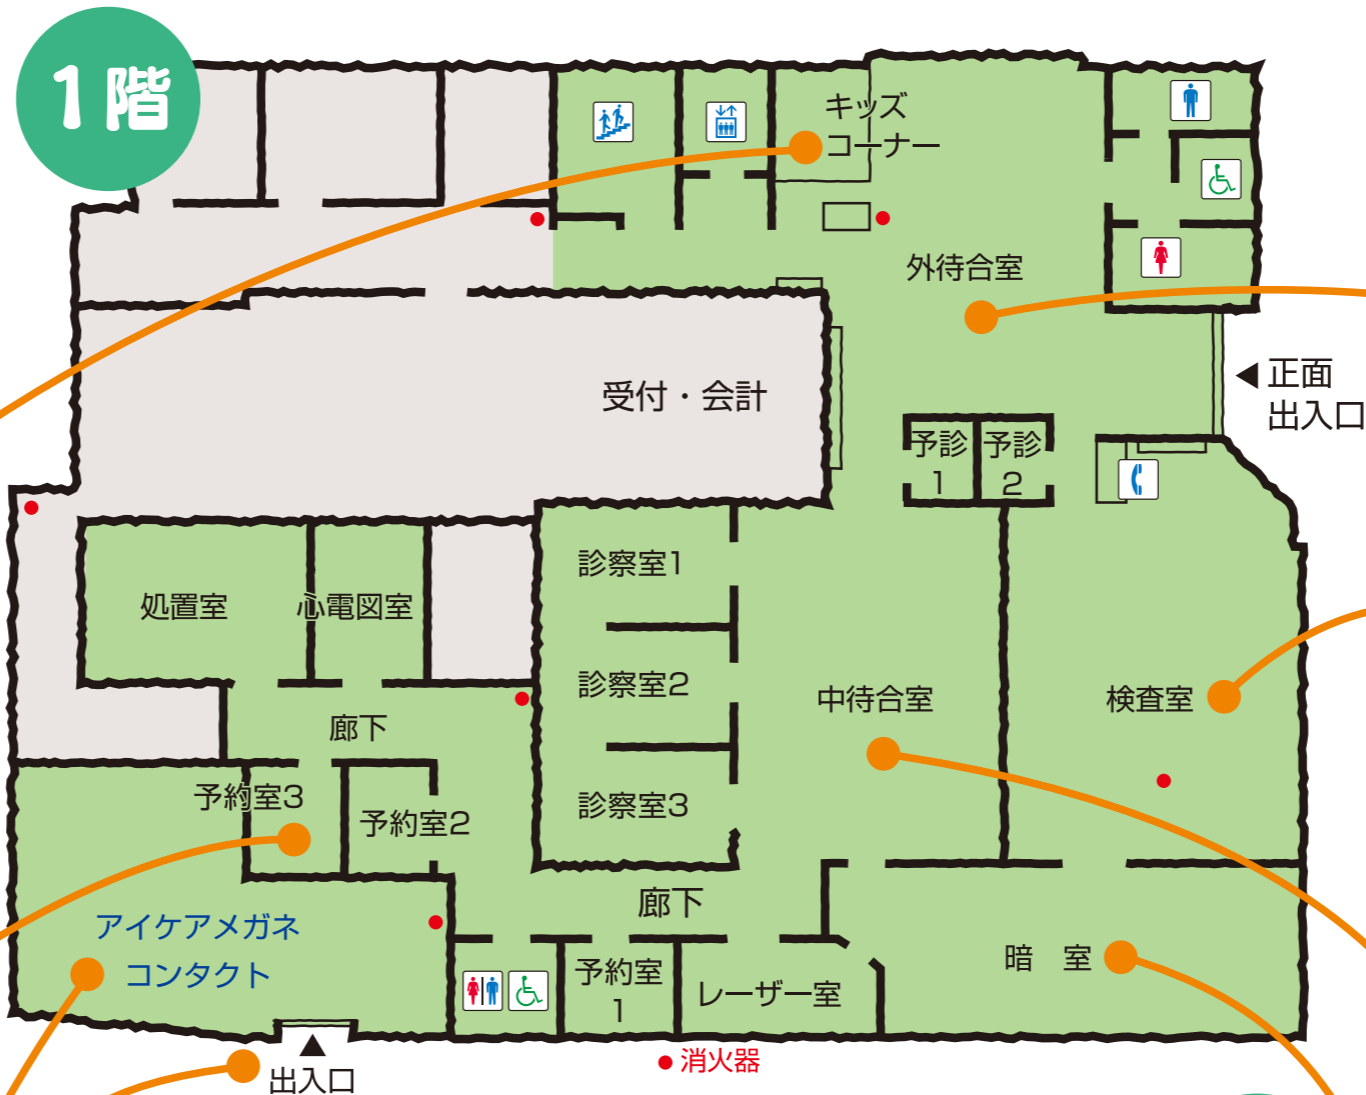 1階
キッズ
コーナー
外待合室
正面
出入口
受付・会計
予診
1
予診
2
診察室1
処置室
心電図室
診察室2
中待合室
検査室
廊下
予約室3
予約室2
診察室3
廊下
アイケアメガネ
コンタクト
予約室
1
レーザー室
暗　室
消火器
出入口